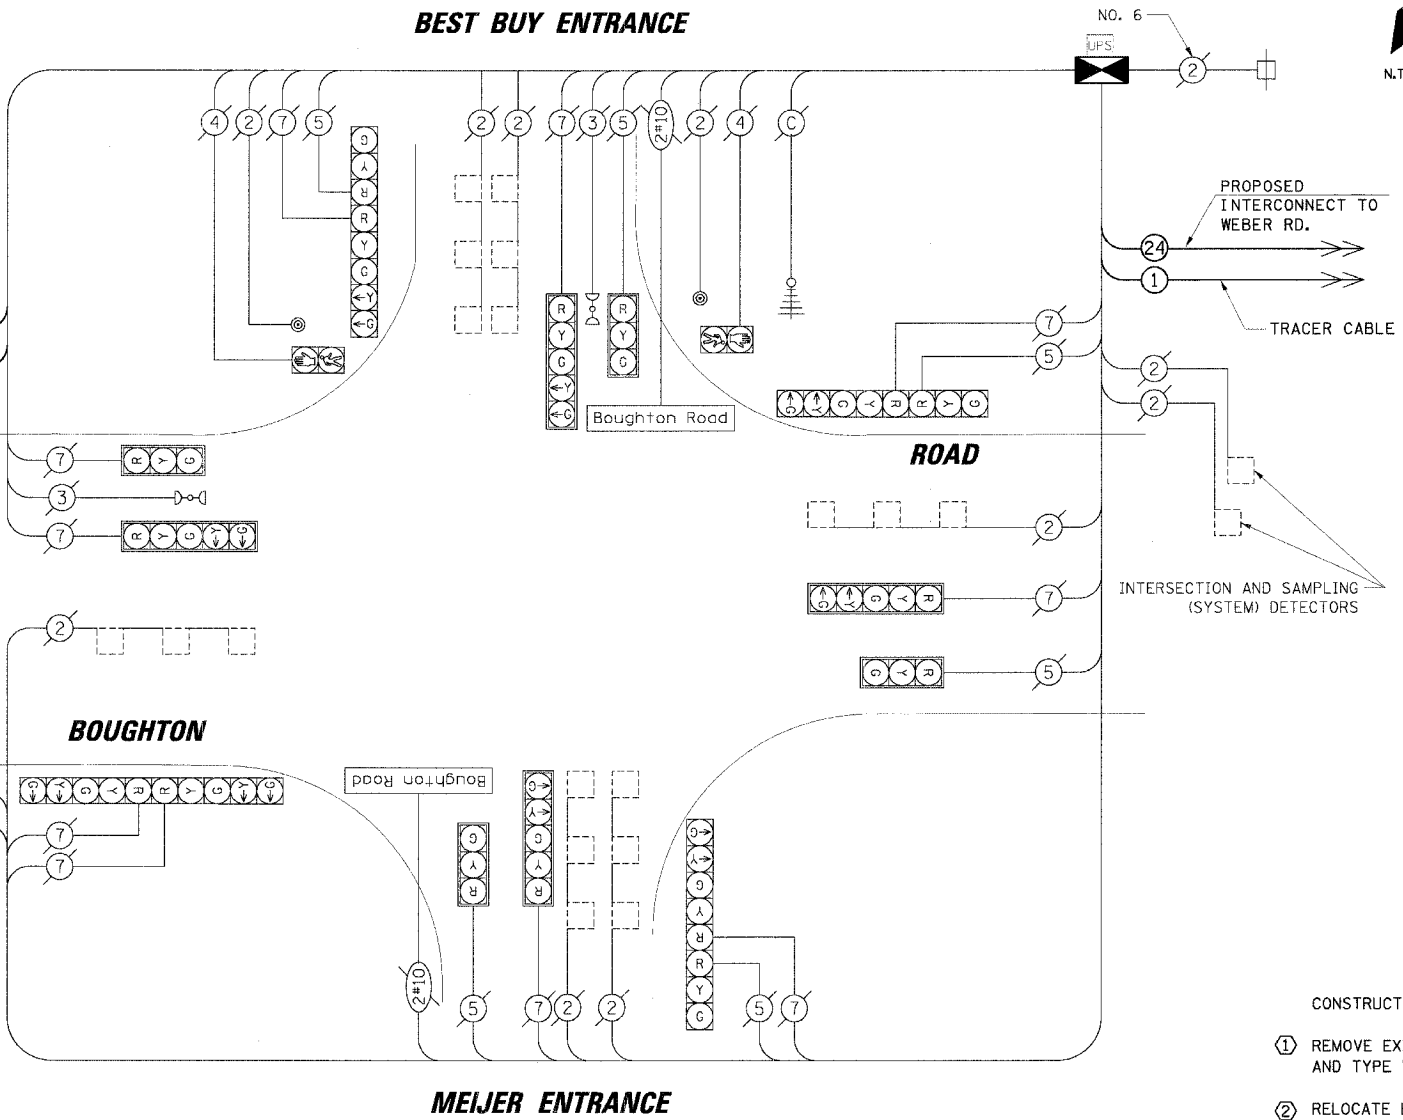 BEST BUY ENTRANCE
NO. 6
UPS
N.T
2
4 2 7 5 2 2 7 3 5 2#10 2 4 C
G Y R R Y G Y G
R Y G Y G
R Y G
PROPOSED
INTERCONNECT TO
WEBER RD.
24
1
TRACER CABLE
7
5
2
2
Boughton Road
G Y G Y R R Y G
ROAD
7
R Y G
3
7
R Y G Y G
2
G Y G Y R
7
INTERSECTION AND SAMPLING
(SYSTEM) DETECTORS
2
G Y R
5
BOUGHTON
Boughton Road
G Y G Y R R Y G Y G
7
7
G Y R
G Y G Y R
G Y G Y R R Y G
2#10
5 7 2 2 5 7
CONSTRUCT
1 REMOVE EX
AND TYPE
2 RELOCATE
MEIJER ENTRANCE